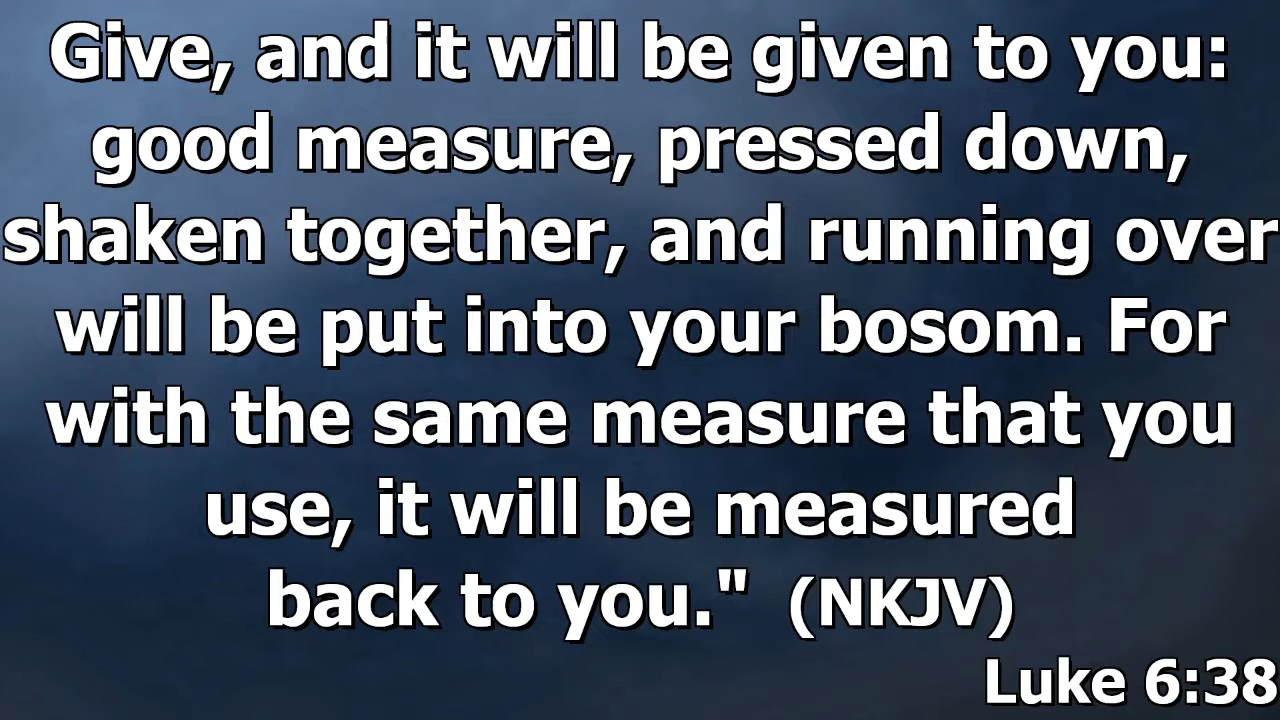 Give, and it will be given to you:
good measure, pressed down,
shaken together, and running over
will be put into your bosom. For
with the same measure that you
use, it will be measured
back to you." (NKJV)
Luke 6:38